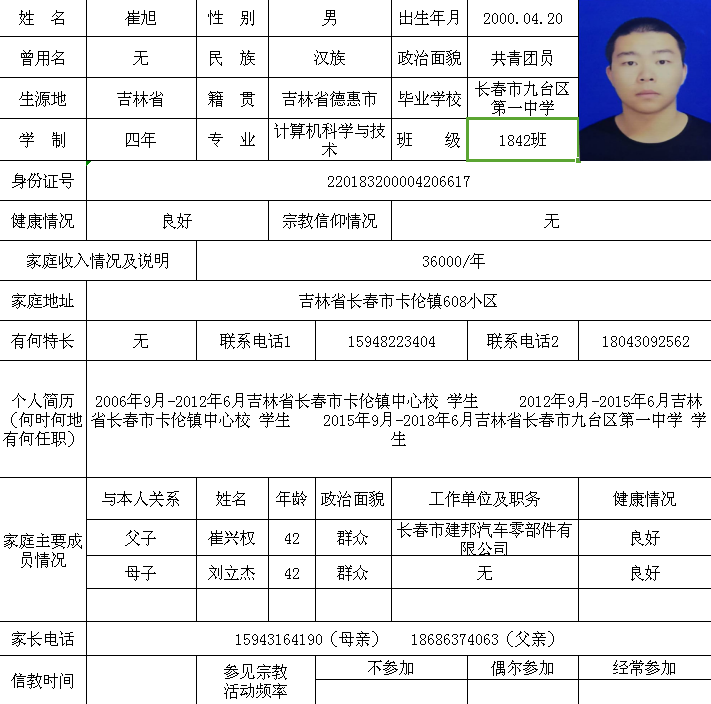 姓 名 崔旭 性 别 男 出生年月 2000.04.20
曾用名 无 民 族 汉族 政治面貌 共青团员
生源地 吉林省 籍 贯 吉林省德惠市 毕业学校 长春市九台区
第一中学
学 制 四年 专 业 计算机科学与技
术 班 级 1842班
身份证号 220183200004206617
健康情况 良好 宗教信仰情况 无
家庭收入情况及说明 36000/年
家庭地址 吉林省长春市卡伦镇608小区
有何特长 无 联系电话1 15948223404 联系电话2 18043092562
个人简历
(何时何地
有何任职)
2006年9月-2012年6月吉林省长春市卡伦镇中心校 学生 2012年9月-2015年6月吉林
省长春市卡伦镇中心校 学生 2015年9月-2018年6月吉林省长春市九台区第一中学 学
生
家庭主要成
员情况
与本人关系 姓名 年龄 政治面貌 工作单位及职务 健康情况
父子 崔兴权 42 群众 长春市建邦汽车零部件有
限公司 良好
母子 刘立杰 42 群众 无 良好
家长电话 15943164190(母亲) 18686374063(父亲)
信教时间 参见宗教
活动频率 不参加 偶尔参加 经常参加